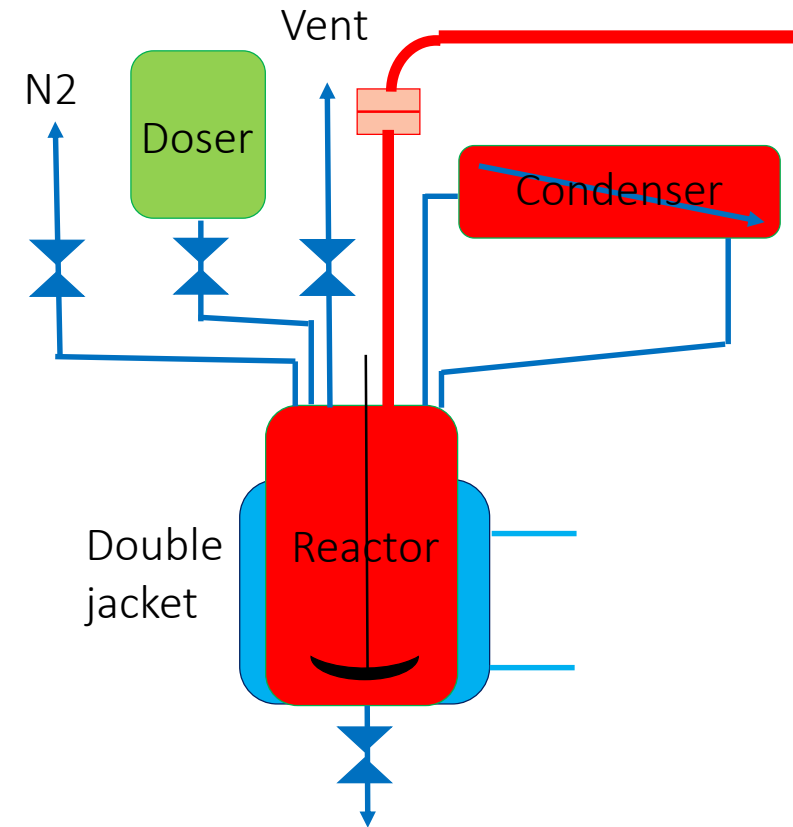 Vent
N2
Doser
Condenser
Double
jacket
Reactor